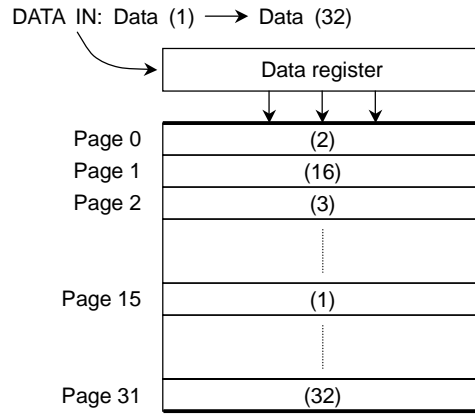 DATA IN: Data (1) → Data (32)
Data register
Page 0 (2)
Page 1 (16)
Page 2 (3)
Page 15 (1)
Page 31 (32)